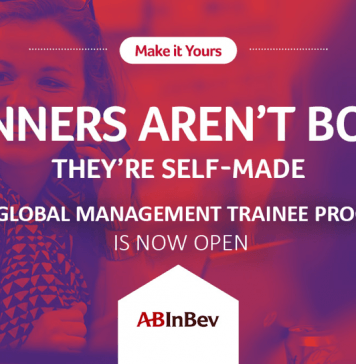 Make it Yours
NNERS AREN'T BO
THEY'RE SELF-MADE
GLOBAL MANAGEMENT TRAINEE PRO
IS NOW OPEN
ABInBev